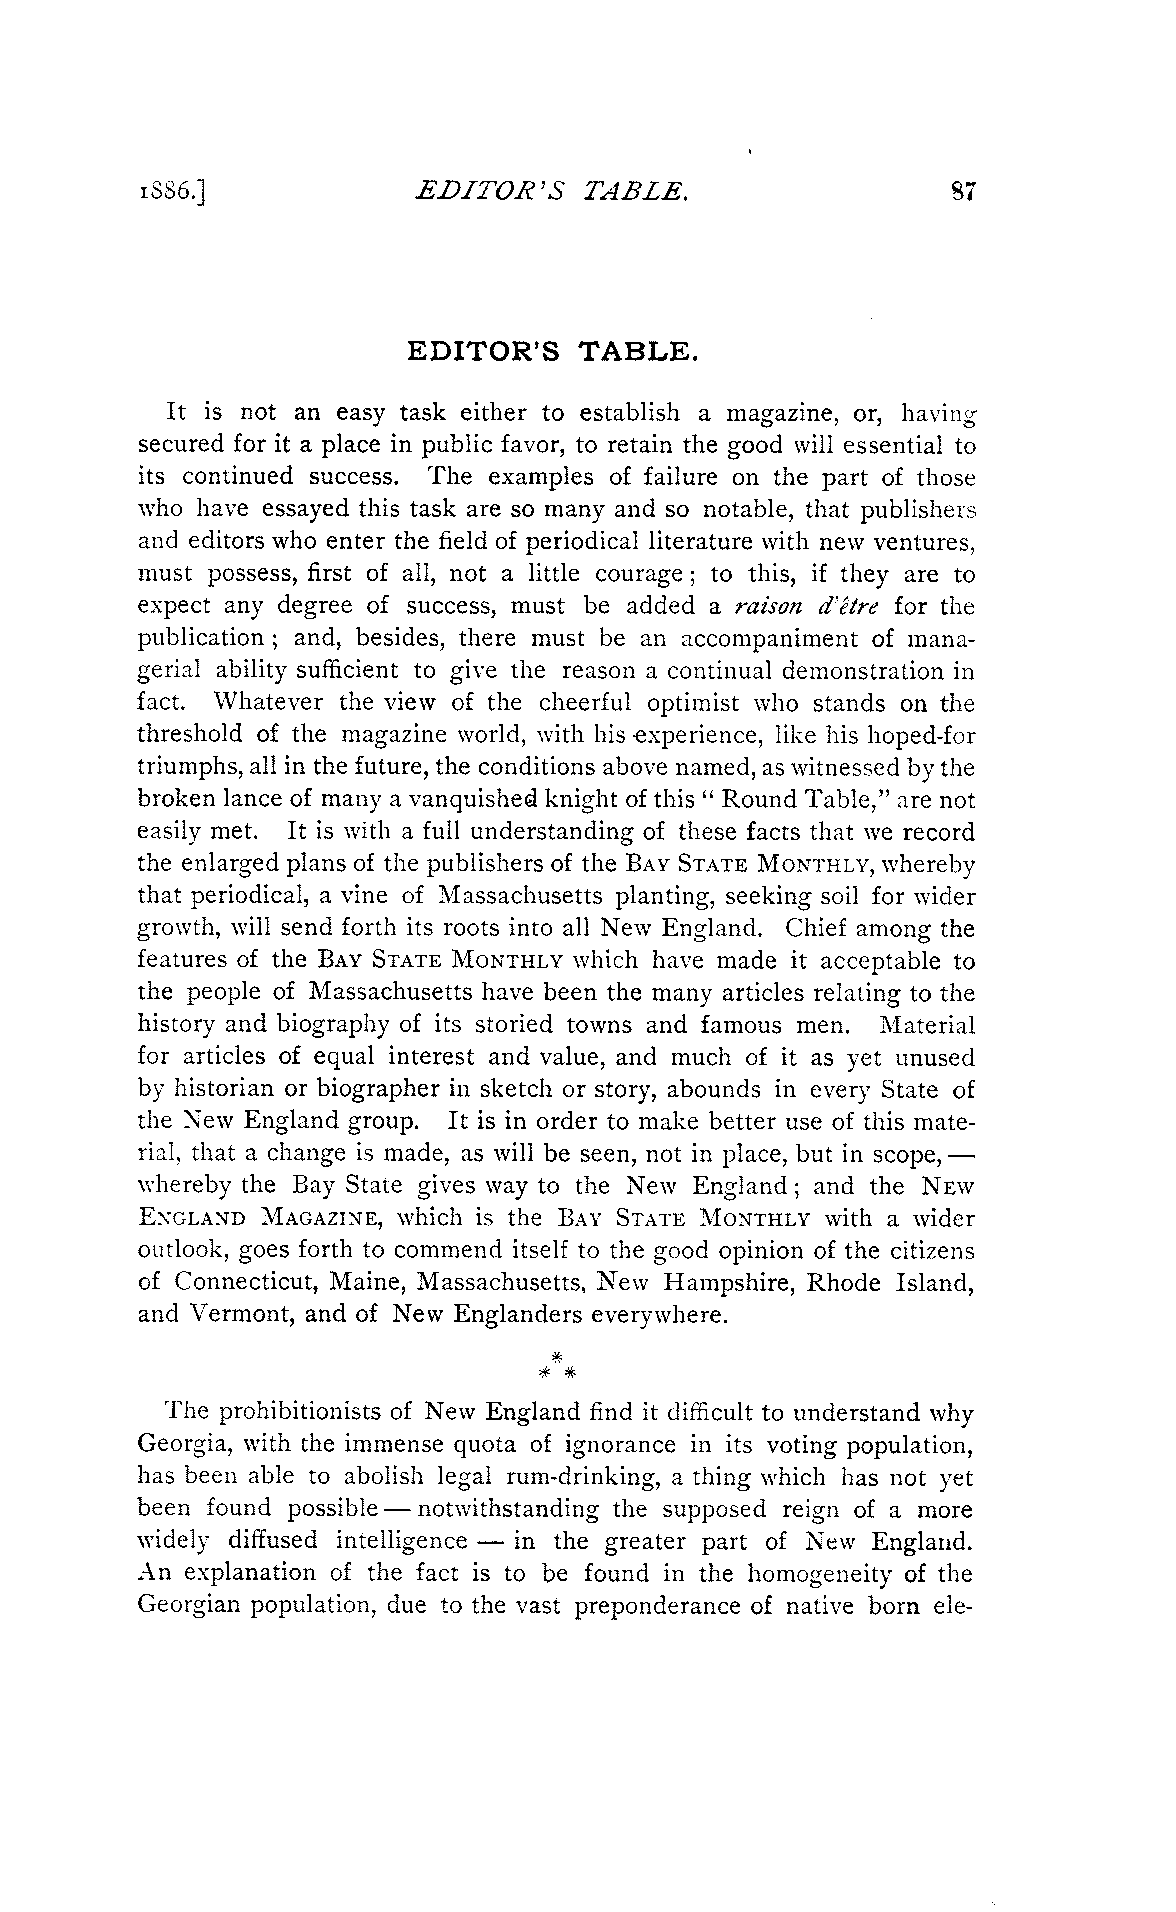 1886.] EDITOR'S TABLE. 87
EDITOR'S TABLE.
It is not an easy task either to establish a magazine, or, having
secured for it a place in public favor, to retain the good will essential to
its continued success. The examples of failure on the part of those
who have essayed this task are so many and so notable, that publishers
and editors who enter the field of periodical literature with new ventures,
must possess, first of all, not a little courage; to this, if they are to
expect any degree of success, must be added a raison d'être for the
publication; and, besides, there must be an accompaniment of mana-
gerial ability sufficient to give the reason a continual demonstration in
fact. Whatever the view of the cheerful optimist who stands on the
threshold of the magazine world, with his experience, like his hoped-for
triumphs, all in the future, the conditions above named, as witnessed by the
broken lance of many a vanquished knight of this "Round Table," are not
easily met. It is with a full understanding of these facts that we record
the enlarged plans of the publishers of the BAY STATE MONTHLY, whereby
that periodical, a vine of Massachusetts planting, seeking soil for wider
growth, will send forth its roots into all New England. Chief among the
features of the BAY STATE MONTHLY which have made it acceptable to
the people of Massachusetts have been the many articles relating to the
history and biography of its storied towns and famous men. Material
for articles of equal interest and value, and much of it as yet unused
by historian or biographer in sketch or story, abounds in every State of
the New England group. It is in order to make better use of this mate-
rial, that a change is made, as will be seen, not in place, but in scope,—
whereby the Bay State gives way to the New England; and the NEW
ENGLAND MAGAZINE, which is the BAY STATE MONTHLY with a wider
outlook, goes forth to commend itself to the good opinion of the citizens
of Connecticut, Maine, Massachusetts, New Hampshire, Rhode Island,
and Vermont, and of New Englanders everywhere.
*
* *
The prohibitionists of New England find it difficult to understand why
Georgia, with the immense quota of ignorance in its voting population,
has been able to abolish legal rum-drinking, a thing which has not yet
been found possible — notwithstanding the supposed reign of a more
widely diffused intelligence — in the greater part of New England.
An explanation of the fact is to be found in the homogeneity of the
Georgian population, due to the vast preponderance of native born ele-